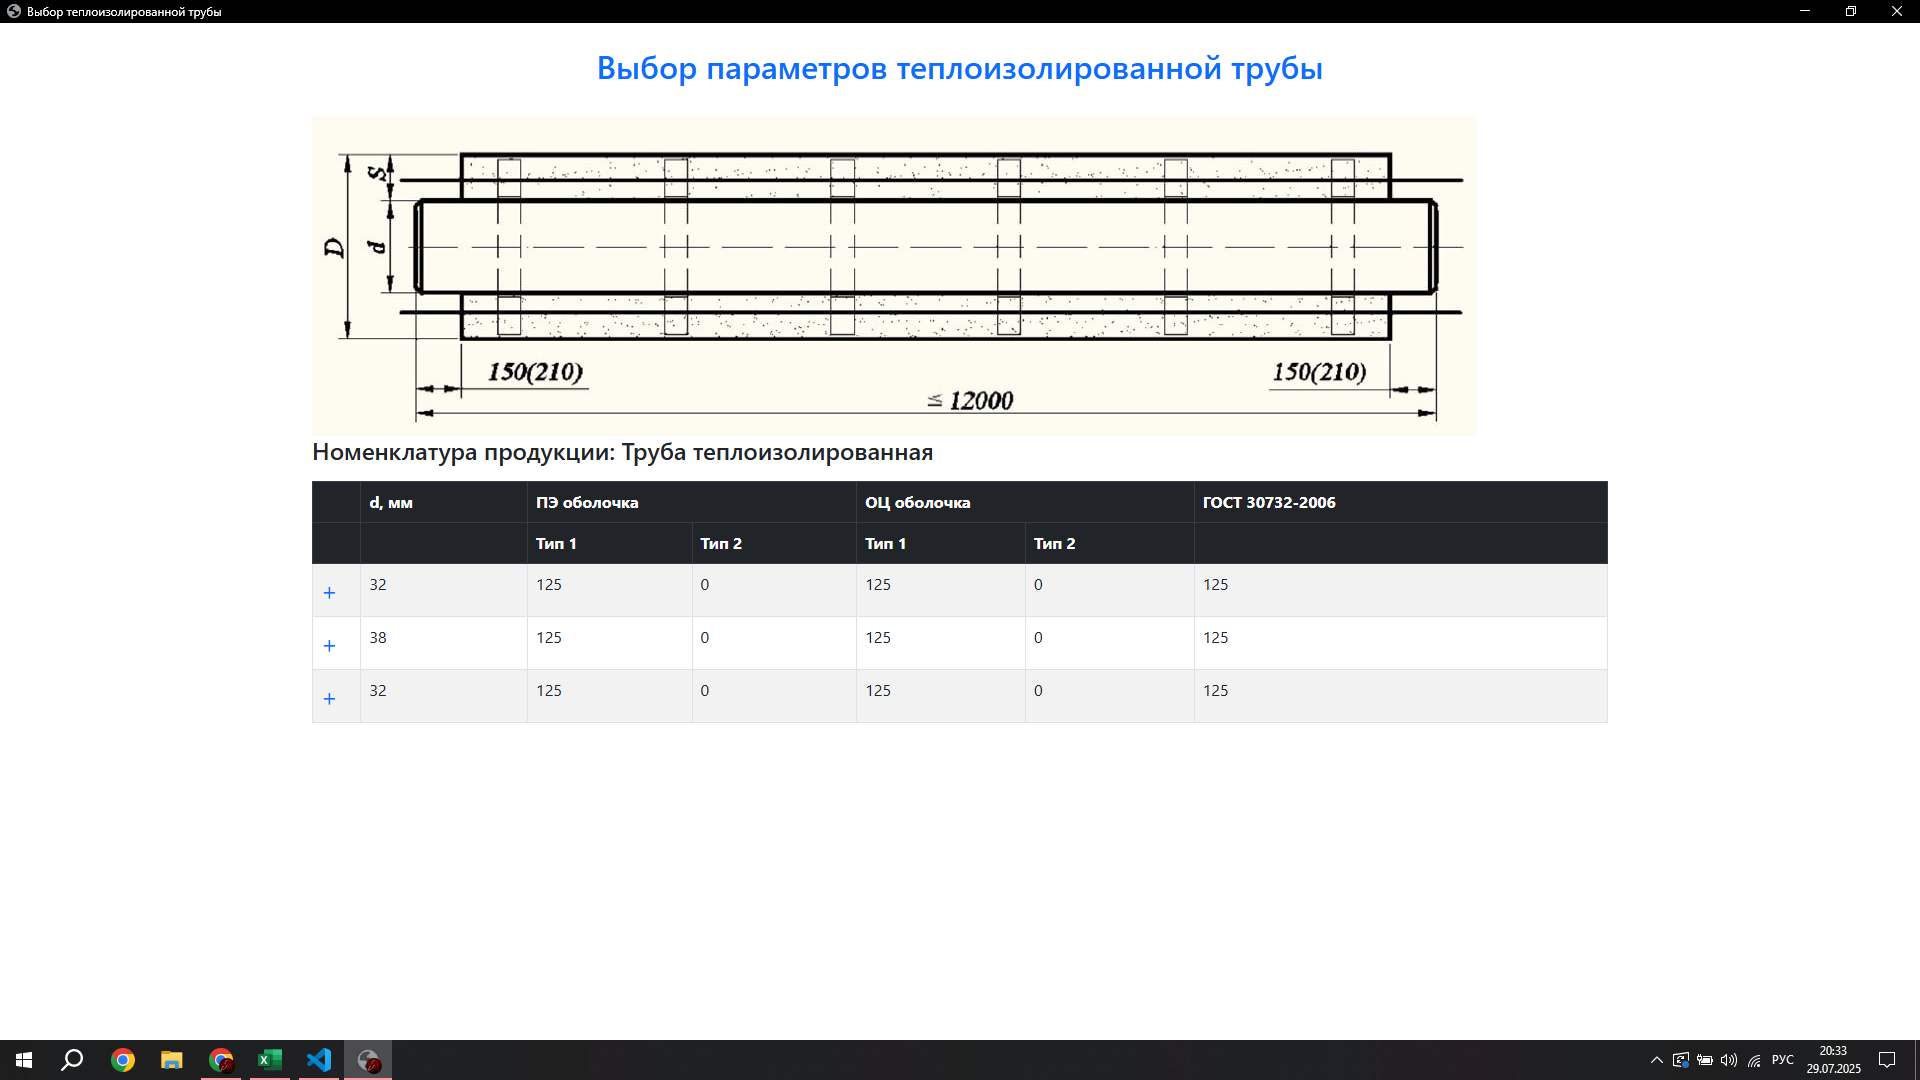 Выбор теплоизолированной трубы
Выбор параметров теплоизолированной трубы
S
D
d
150(210)
150(210)
≤ 12000
Номенклатура продукции: Труба теплоизолированная
d, мм ПЭ оболочка ОЦ оболочка ГОСТ 30732-2006
Тип 1 Тип 2 Тип 1 Тип 2
+ 32 125 0 125 0 125
+ 38 125 0 125 0 125
+ 32 125 0 125 0 125
РУС
20:33
29.07.2025